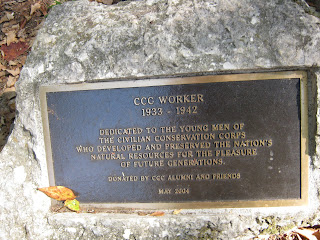 CCC WORKER
1933 - 1942
DEDICATED TO THE YOUNG MEN OF
THE CIVILIAN CONSERVATION CORPS
WHO DEVELOPED AND PRESERVED THE NATION'S
NATURAL RESOURCES FOR THE PLEASURE
OF FUTURE GENERATIONS.
DONATED BY CCC ALUMNI AND FRIENDS
MAY 2004